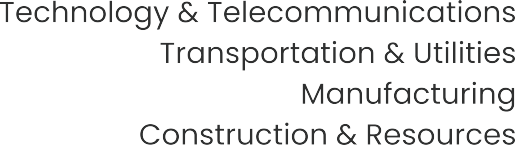 Technology & Telecommunications
Transportation & Utilities
Manufacturing
Construction & Resources